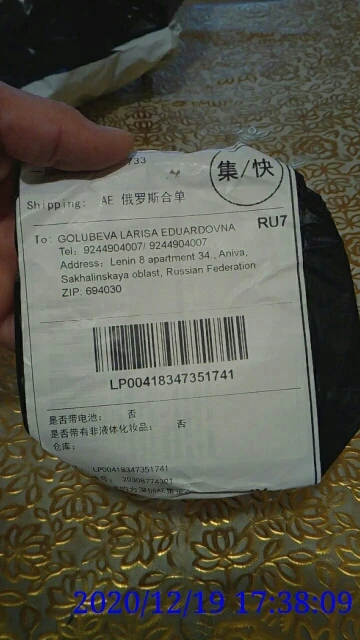 733
集/快
Shipping: AE 俄罗斯合单
To: GOLUBEVA LARISA EDUARDOVNA RU7
Tel: 9244904007/ 9244904007
Address: Lenin 8 apartment 34 , Aniva,
Sakhalinskaya oblast, Russian Federation
ZIP: 694030
LP00418347351741
是否带电池: 否
是否带有非液体化妆品: 否
仓库:
LP00418347351741
号: 20308774301
2020/12/19 17:38:09